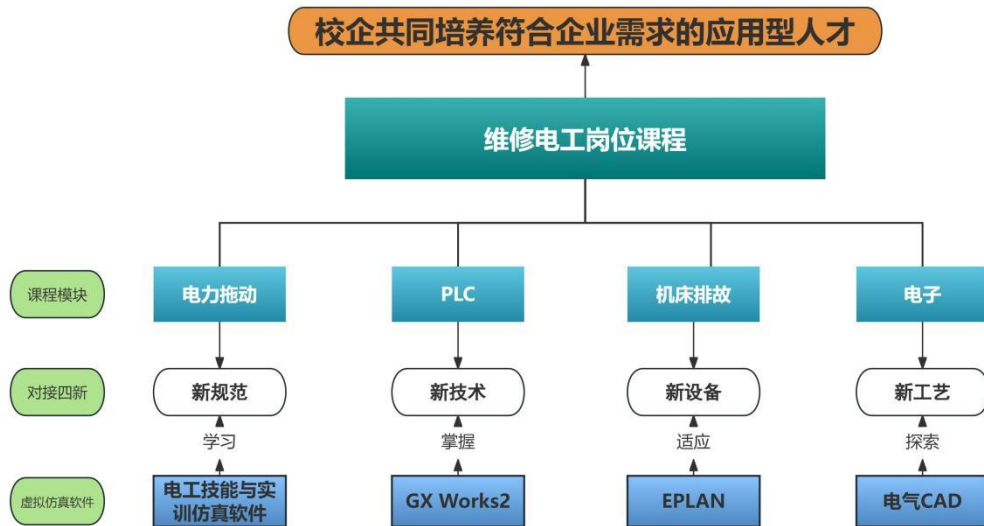 校企共同培养符合企业需求的应用型人才
维修电工岗位课程
课程模块
电力拖动
PLC
机床排故
电子
对接四新
新规范
新技术
新设备
新工艺
学习
掌握
适应
探索
虚拟仿真软件
电工技能与实
训仿真软件
GX Works2
EPLAN
电气CAD